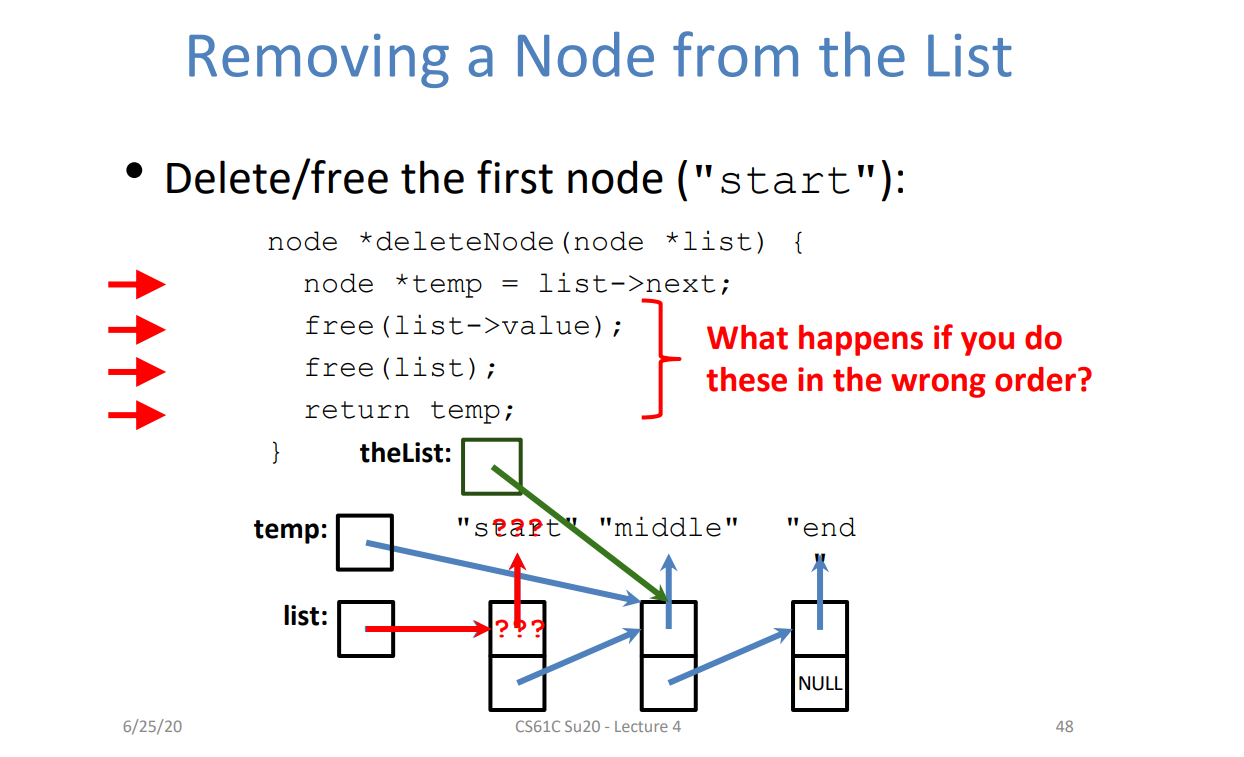 Removing a Node from the List
• Delete/free the first node ("start"):
node *deleteNode(node *list) {
node *temp = list->next;
free(list->value);
free(list);
return temp;
}
What happens if you do
these in the wrong order?
theList:
temp:
"start" "middle" "end
"
???
list:
???
NULL
6/25/20
CS61C Su20 - Lecture 4
48